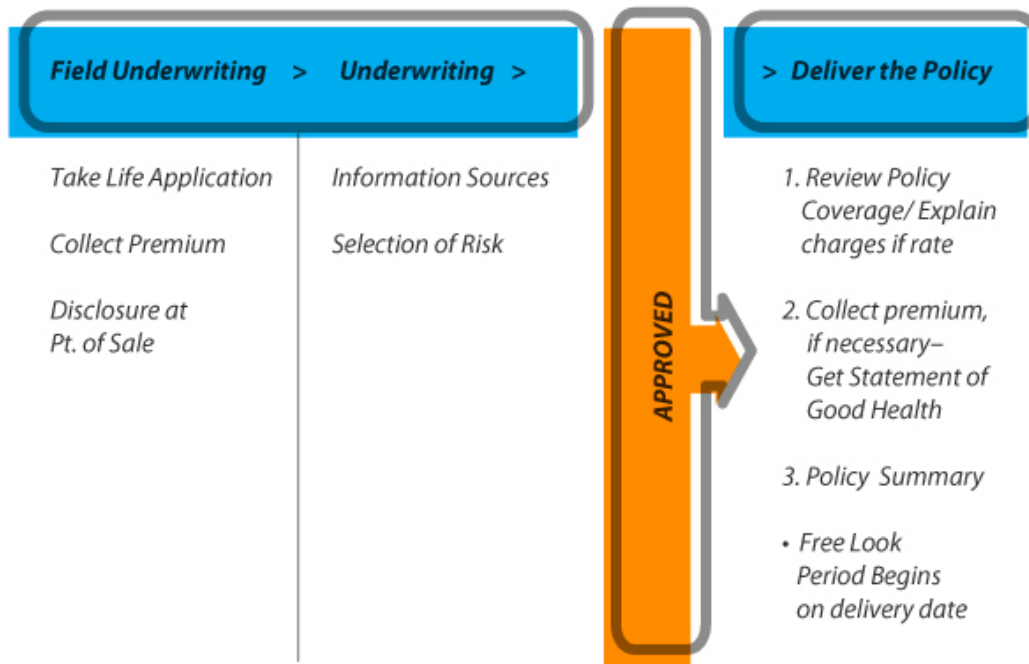 Field Underwriting > Underwriting >
Take Life Application
Collect Premium
Disclosure at
Pt. of Sale
Information Sources
Selection of Risk
APPROVED
> Deliver the Policy
1. Review Policy
Coverage/ Explain
charges if rate
2. Collect premium,
if necessary–
Get Statement of
Good Health
3. Policy Summary
• Free Look
Period Begins
on delivery date